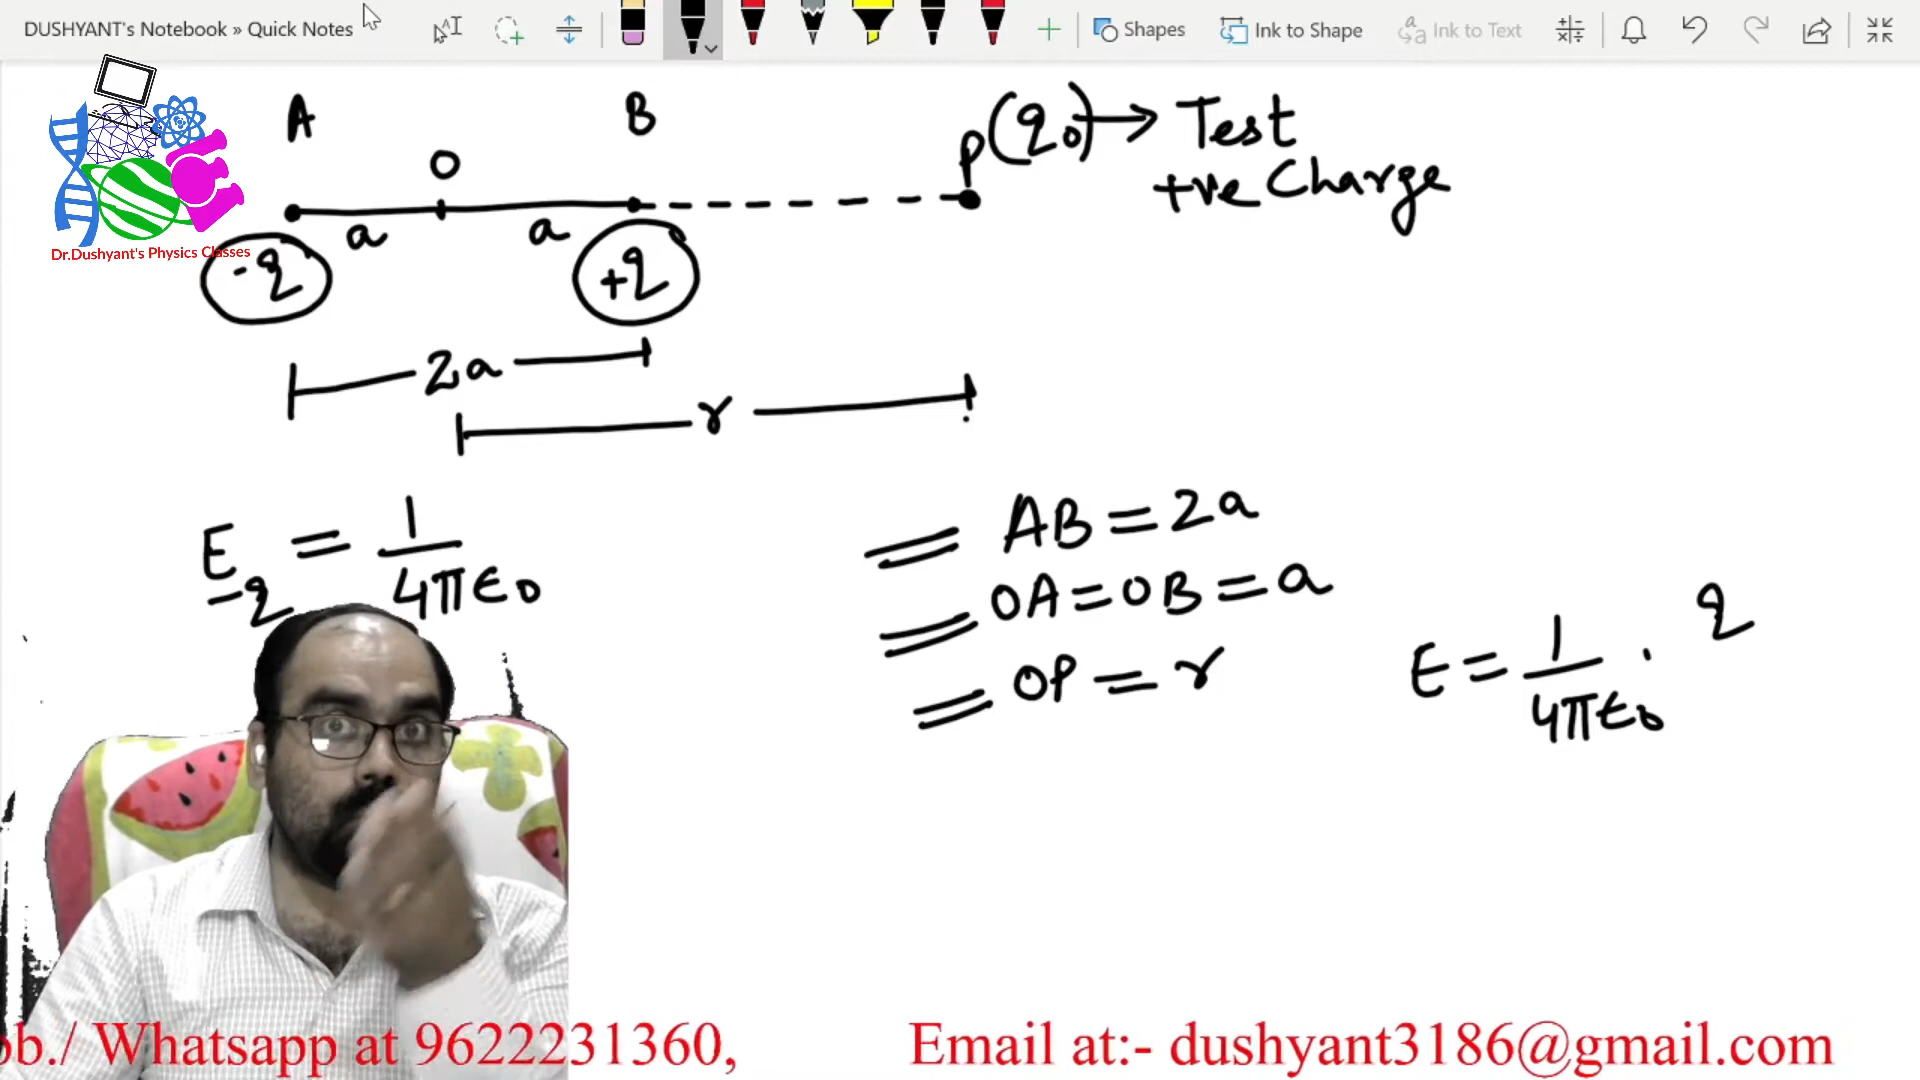 DUSHYANT's Notebook » Quick Notes
Shapes
Ink to Shape
Ink to Text
A
B
O
P (q0) → Test
+ve Charge
a
a
-q
+q
Dr.Dushyant's Physics Classes
2a
r
E-q = 1/4πε0
= AB = 2a
= OA = OB = a
= OP = r
E = 1/4πε0 . q
b./ Whatsapp at 9622231360,
Email at:- dushyant3186@gmail.com